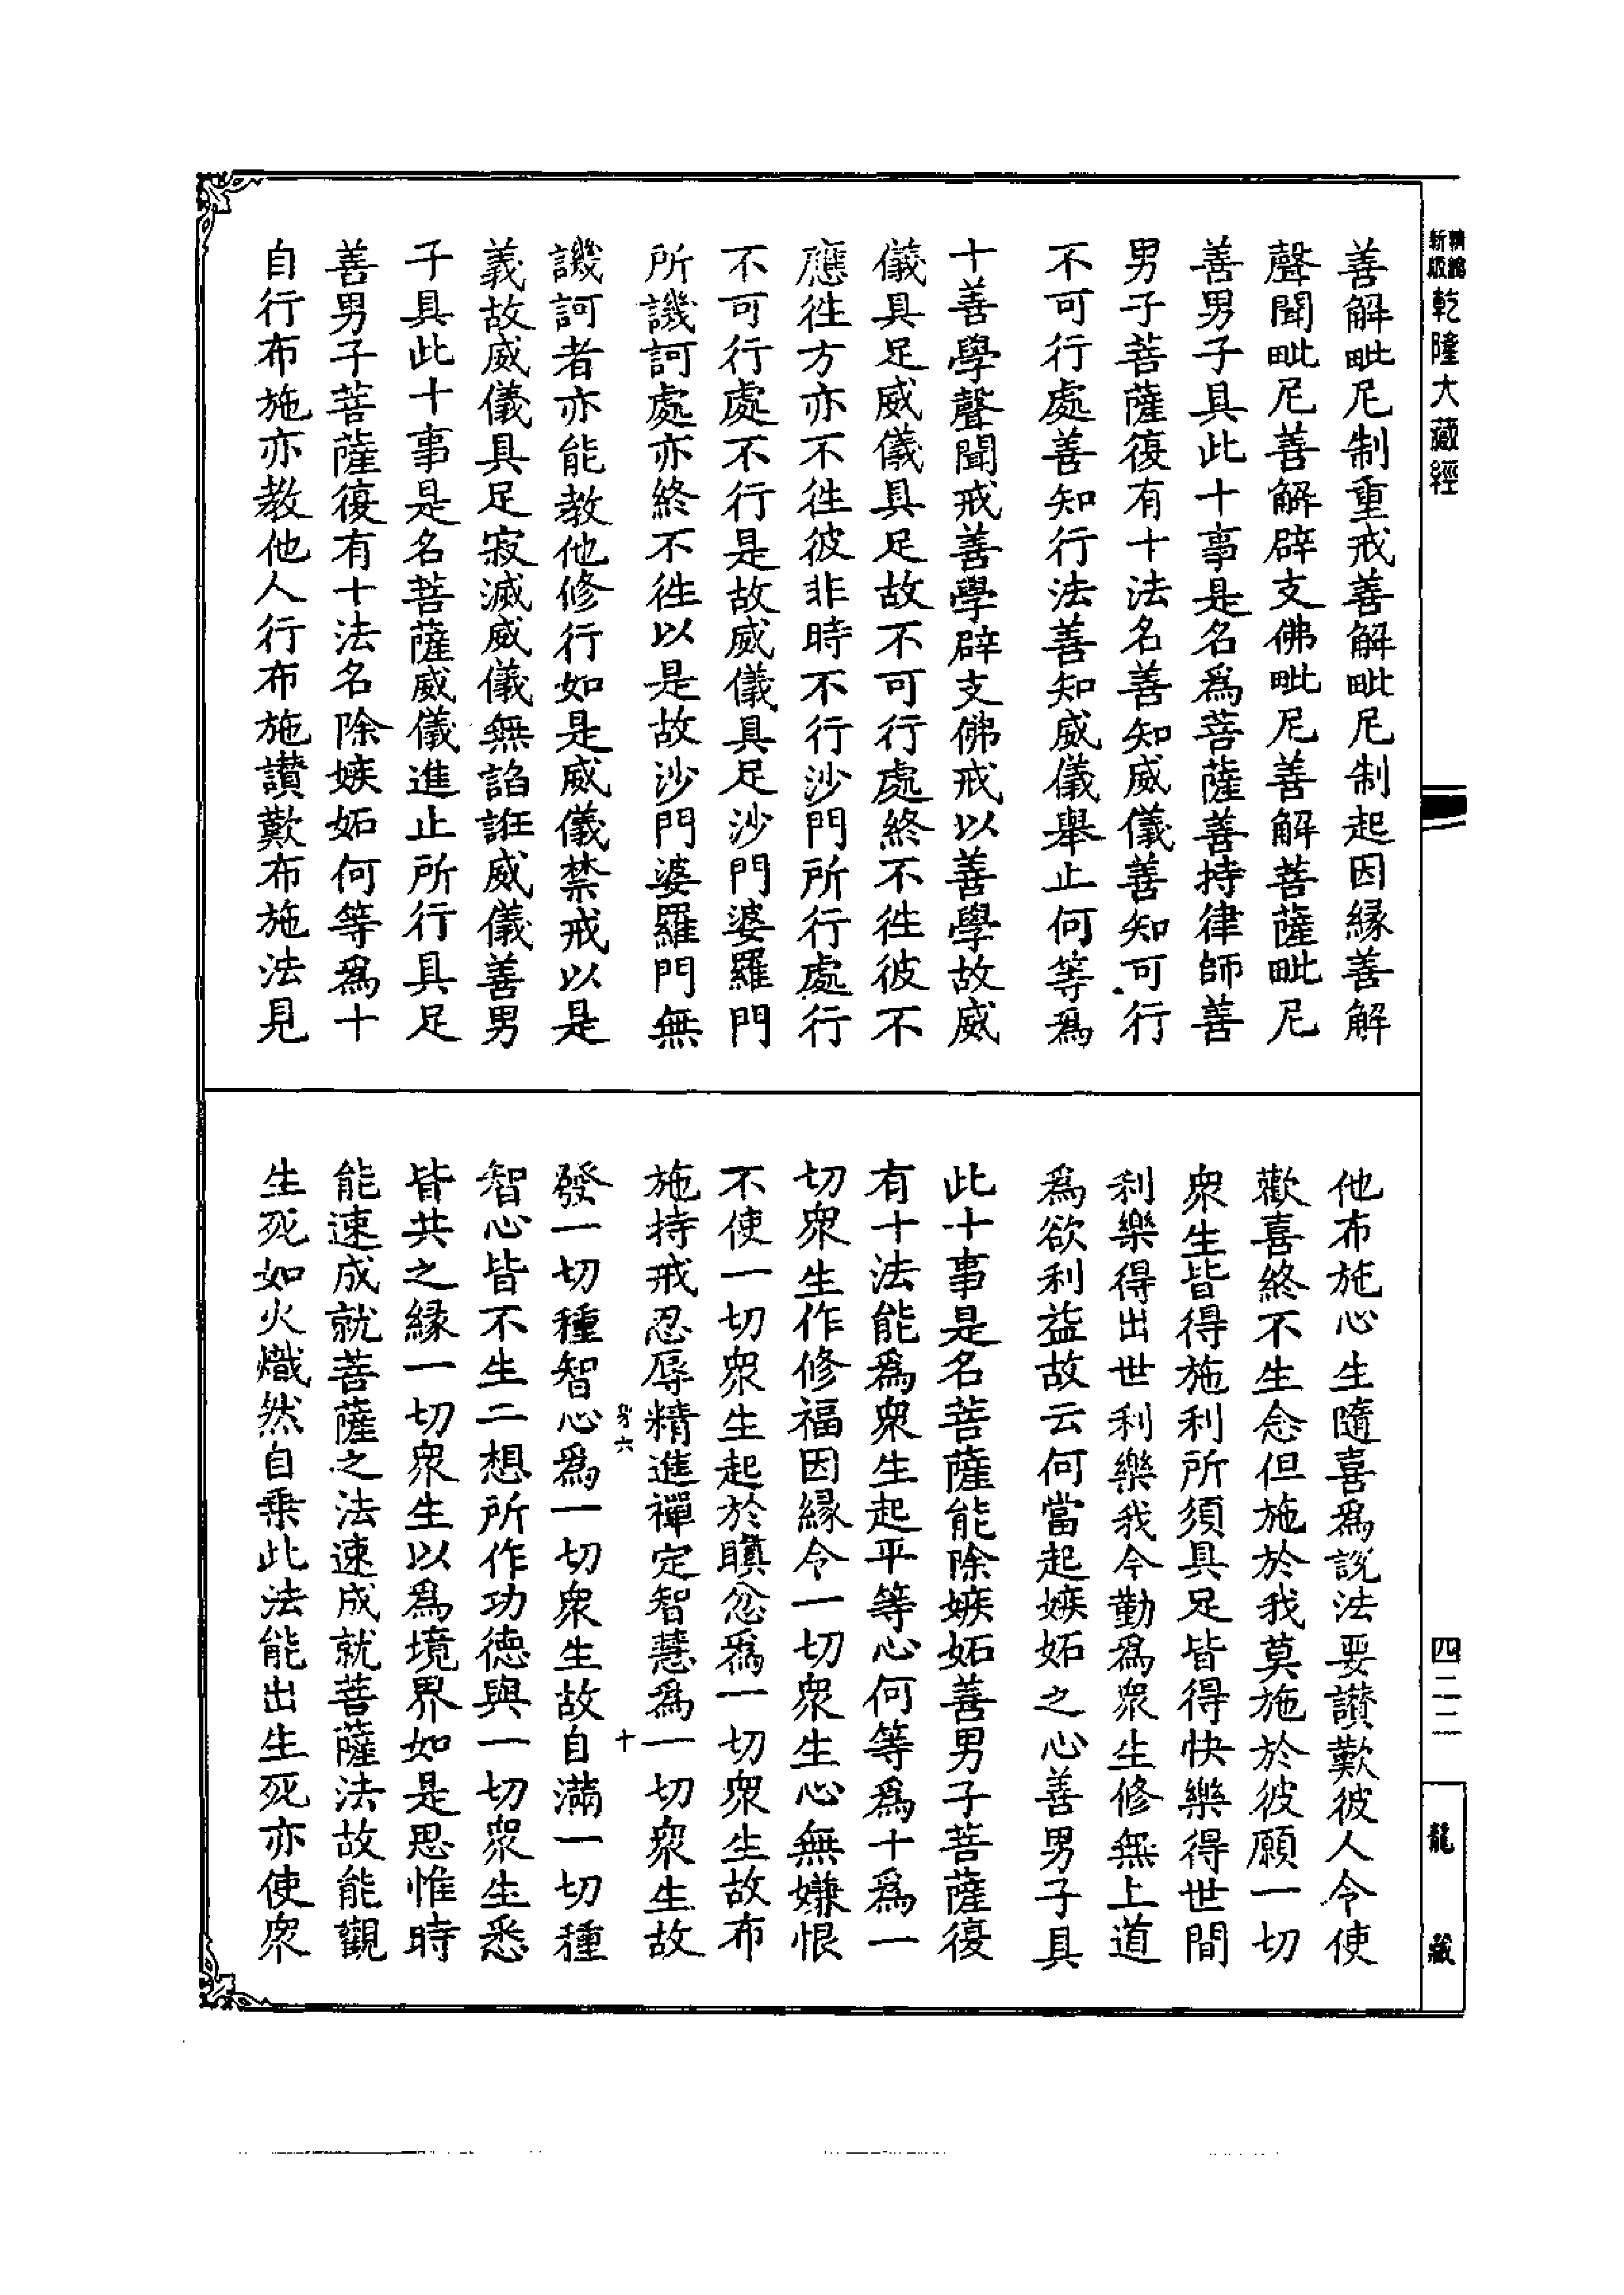 精縮新版乾隆大藏經
善解毗尼制重戒善解毗尼制起因緣善解
聲聞毗尼善解辟支佛毗尼善解菩薩毗尼
善男子具此十事是名爲菩薩善持律師善
男子菩薩復有十法名善知威儀善知可行
不可行處善知行法善知威儀舉止何等爲
十善學聲聞戒善學辟支佛戒以善學故威
儀具足威儀具足故不可行處終不徃彼不
應徃方亦不徃彼非時不行沙門所行處行
不可行處不行是故威儀具足沙門婆羅門
所譏訶處亦終不徃以是故沙門婆羅門無
譏訶者亦能教他修行如是威儀禁戒以是
義故威儀具足寂滅威儀無諂誑威儀善男
子具此十事是名菩薩威儀進止所行具足
善男子菩薩復有十法名除嫉妬何等爲十
自行布施亦教他人行布施讚歎布施法見
他布施心生隨喜爲說法要讚歎彼人令使
歡喜終不生念但施於我莫施於彼願一切
衆生皆得施利所須具足皆得快樂得世間
利樂得出世利樂我今勤爲衆生修無上道
爲欲利益故云何當起嫉妬之心善男子具
此十事是名菩薩能除嫉妬善男子菩薩復
有十法能爲衆生起平等心何等爲十爲一
切衆生作修福因緣令一切衆生心無嫌恨
不使一切衆生起於瞋忿爲一切衆生故布
施持戒忍辱精進禪定智慧爲一切衆生故
六 十
發一切種智心爲一切衆生故自滿一切種
智心皆不生二想所作功德與一切衆生悉
皆共之緣一切衆生以爲境界如是思惟時
能速成就菩薩之法速成就菩薩法故能觀
生死如火熾然自乘此法能出生死亦使衆
四二二
龍藏